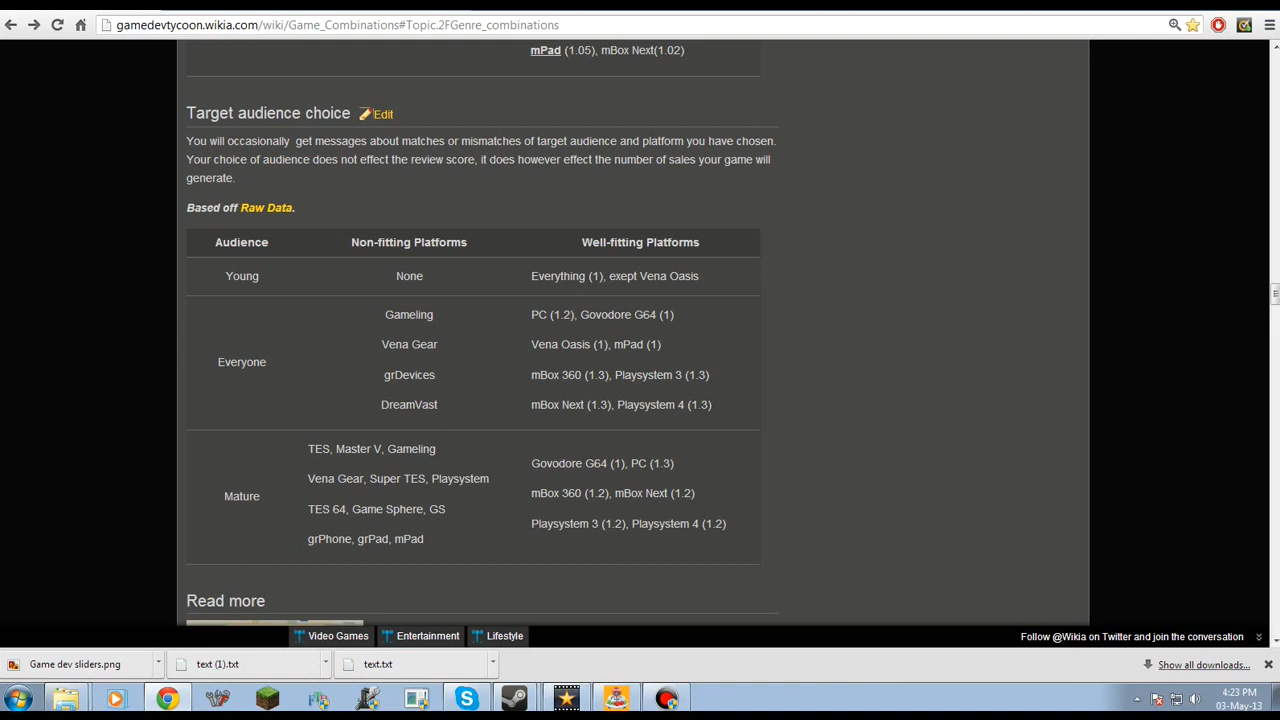 gamedevtycoon.wikia.com/wiki/Game_Combinations#Topic.2FGenre_combinations
mPad (1.05), mBox Next(1.02)
Target audience choice Edit
You will occasionally get messages about matches or mismatches of target audience and platform you have chosen.
Your choice of audience does not effect the review score, it does however effect the number of sales your game will
generate.
Based off Raw Data.
Audience Non-fitting Platforms Well-fitting Platforms
Young None Everything (1), exept Vena Oasis
Gameling PC (1.2), Govodore G64 (1)
Vena Gear Vena Oasis (1), mPad (1)
Everyone
grDevices mBox 360 (1.3), Playsystem 3 (1.3)
DreamVast mBox Next (1.3), Playsystem 4 (1.3)
TES, Master V, Gameling
Govodore G64 (1), PC (1.3)
Vena Gear, Super TES, Playsystem
Mature mBox 360 (1.2), mBox Next (1.2)
TES 64, Game Sphere, GS
Playsystem 3 (1.2), Playsystem 4 (1.2)
grPhone, grPad, mPad
Read more
Video Games Entertainment Lifestyle
Follow @Wikia on Twitter and join the conversation
Game dev sliders.png text (1).txt text.txt Show all downloads...
4:23 PM
03-May-13